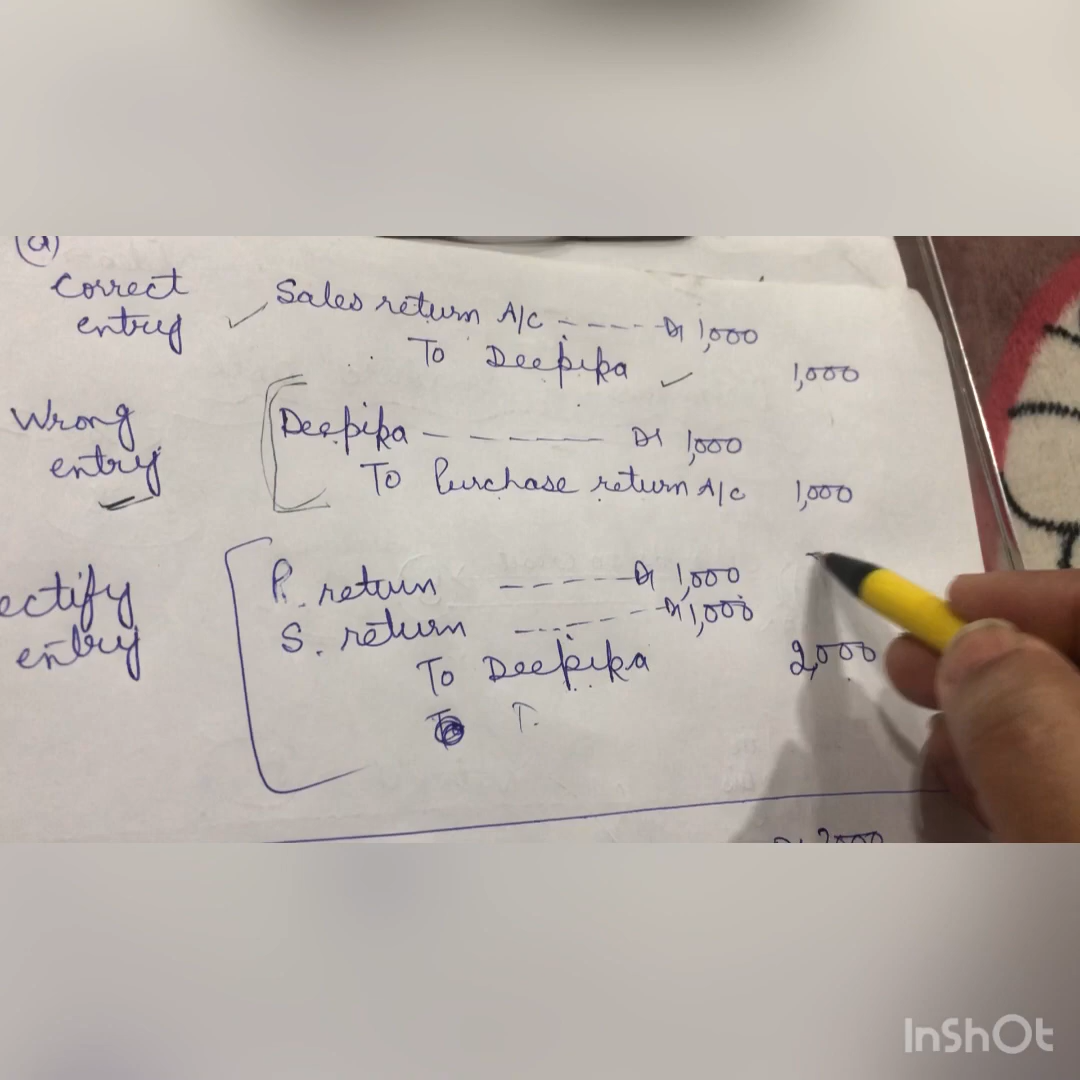 (a)
Correct entry
Sales return A/c ----- Dr 1,000
To Deepika 1,000
Wrong entry
Deepika ----- Dr 1,000
To Purchase return A/c 1,000
ectify entry
P. return ----- Dr 1,000
S. return ----- Dr 1,000
To Deepika 2,000
InShOt